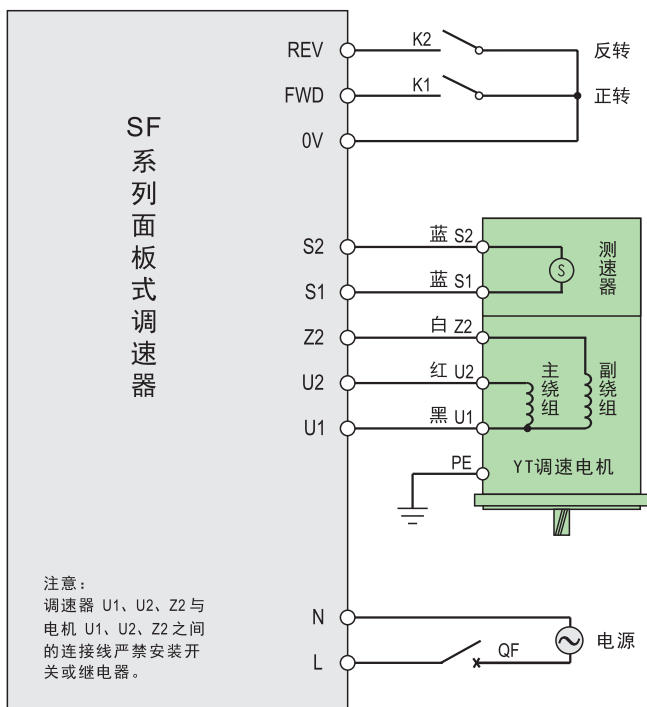 REV K2 反转
FWD K1 正转
0V
SF
系
列
面
板
式
调
速
器
S2 蓝 S2
S1 蓝 S1
S
测
速
器
Z2 白 Z2
U2 红 U2
U1 黑 U1
主
绕
组
副
绕
组
PE
YT调速电机
注意：
调速器 U1、U2、Z2 与
电机 U1、U2、Z2 之间
的连接线严禁安装开
关或继电器。
N
L QF
电源